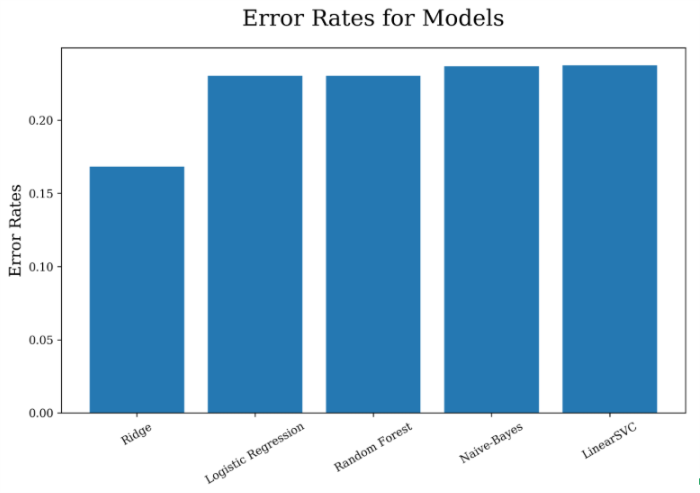 Error Rates for Models
Error Rates
0.20
0.15
0.10
0.05
0.00
Ridge
Logistic Regression
Random Forest
Naive-Bayes
LinearSVC